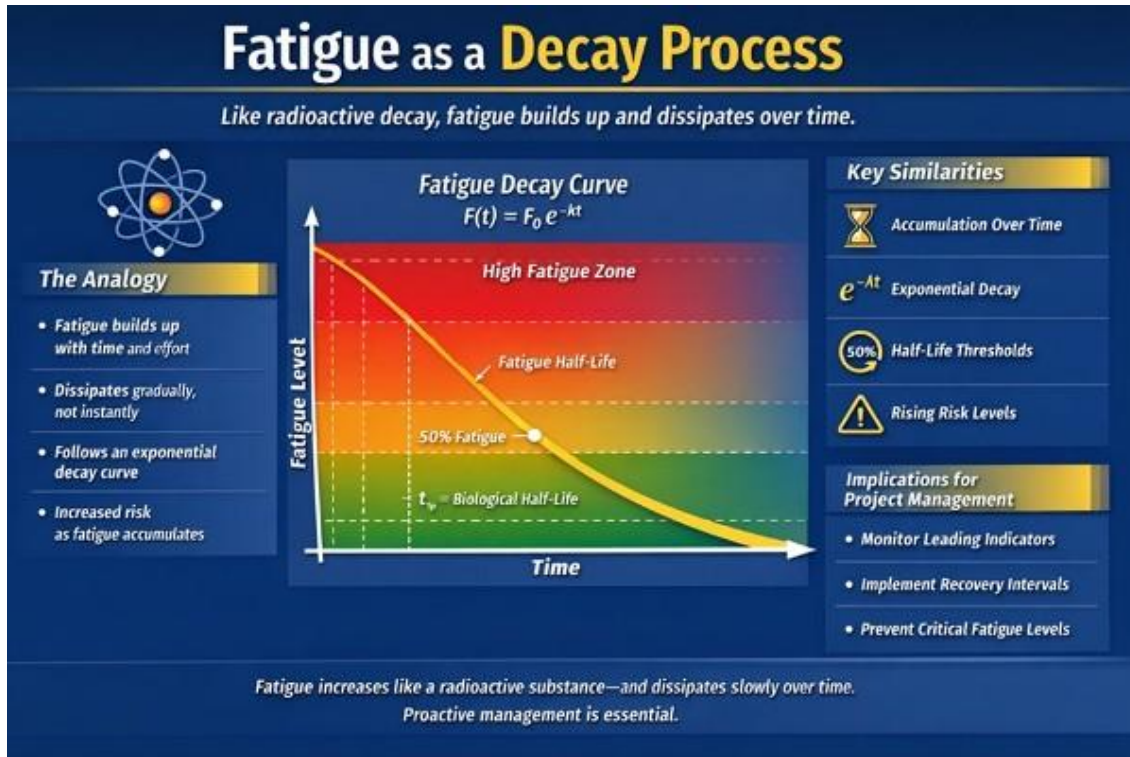 Fatigue as a Decay Process
Like radioactive decay, fatigue builds up and dissipates over time.
The Analogy
• Fatigue builds up
with time and effort
• Dissipates gradually,
not instantly
• Follows an exponential
decay curve
• Increased risk
as fatigue accumulates
Fatigue Decay Curve
F(t) = F₀ e⁻ᵏᵗ
High Fatigue Zone
Fatigue Half-Life
50% Fatigue
t = Biological Half-Life
Fatigue Level
Time
Key Similarities
Accumulation Over Time
e⁻ᴧᵗ Exponential Decay
50% Half-Life Thresholds
Rising Risk Levels
Implications for
Project Management
• Monitor Leading Indicators
• Implement Recovery Intervals
• Prevent Critical Fatigue Levels
Fatigue increases like a radioactive substance—and dissipates slowly over time.
Proactive management is essential.